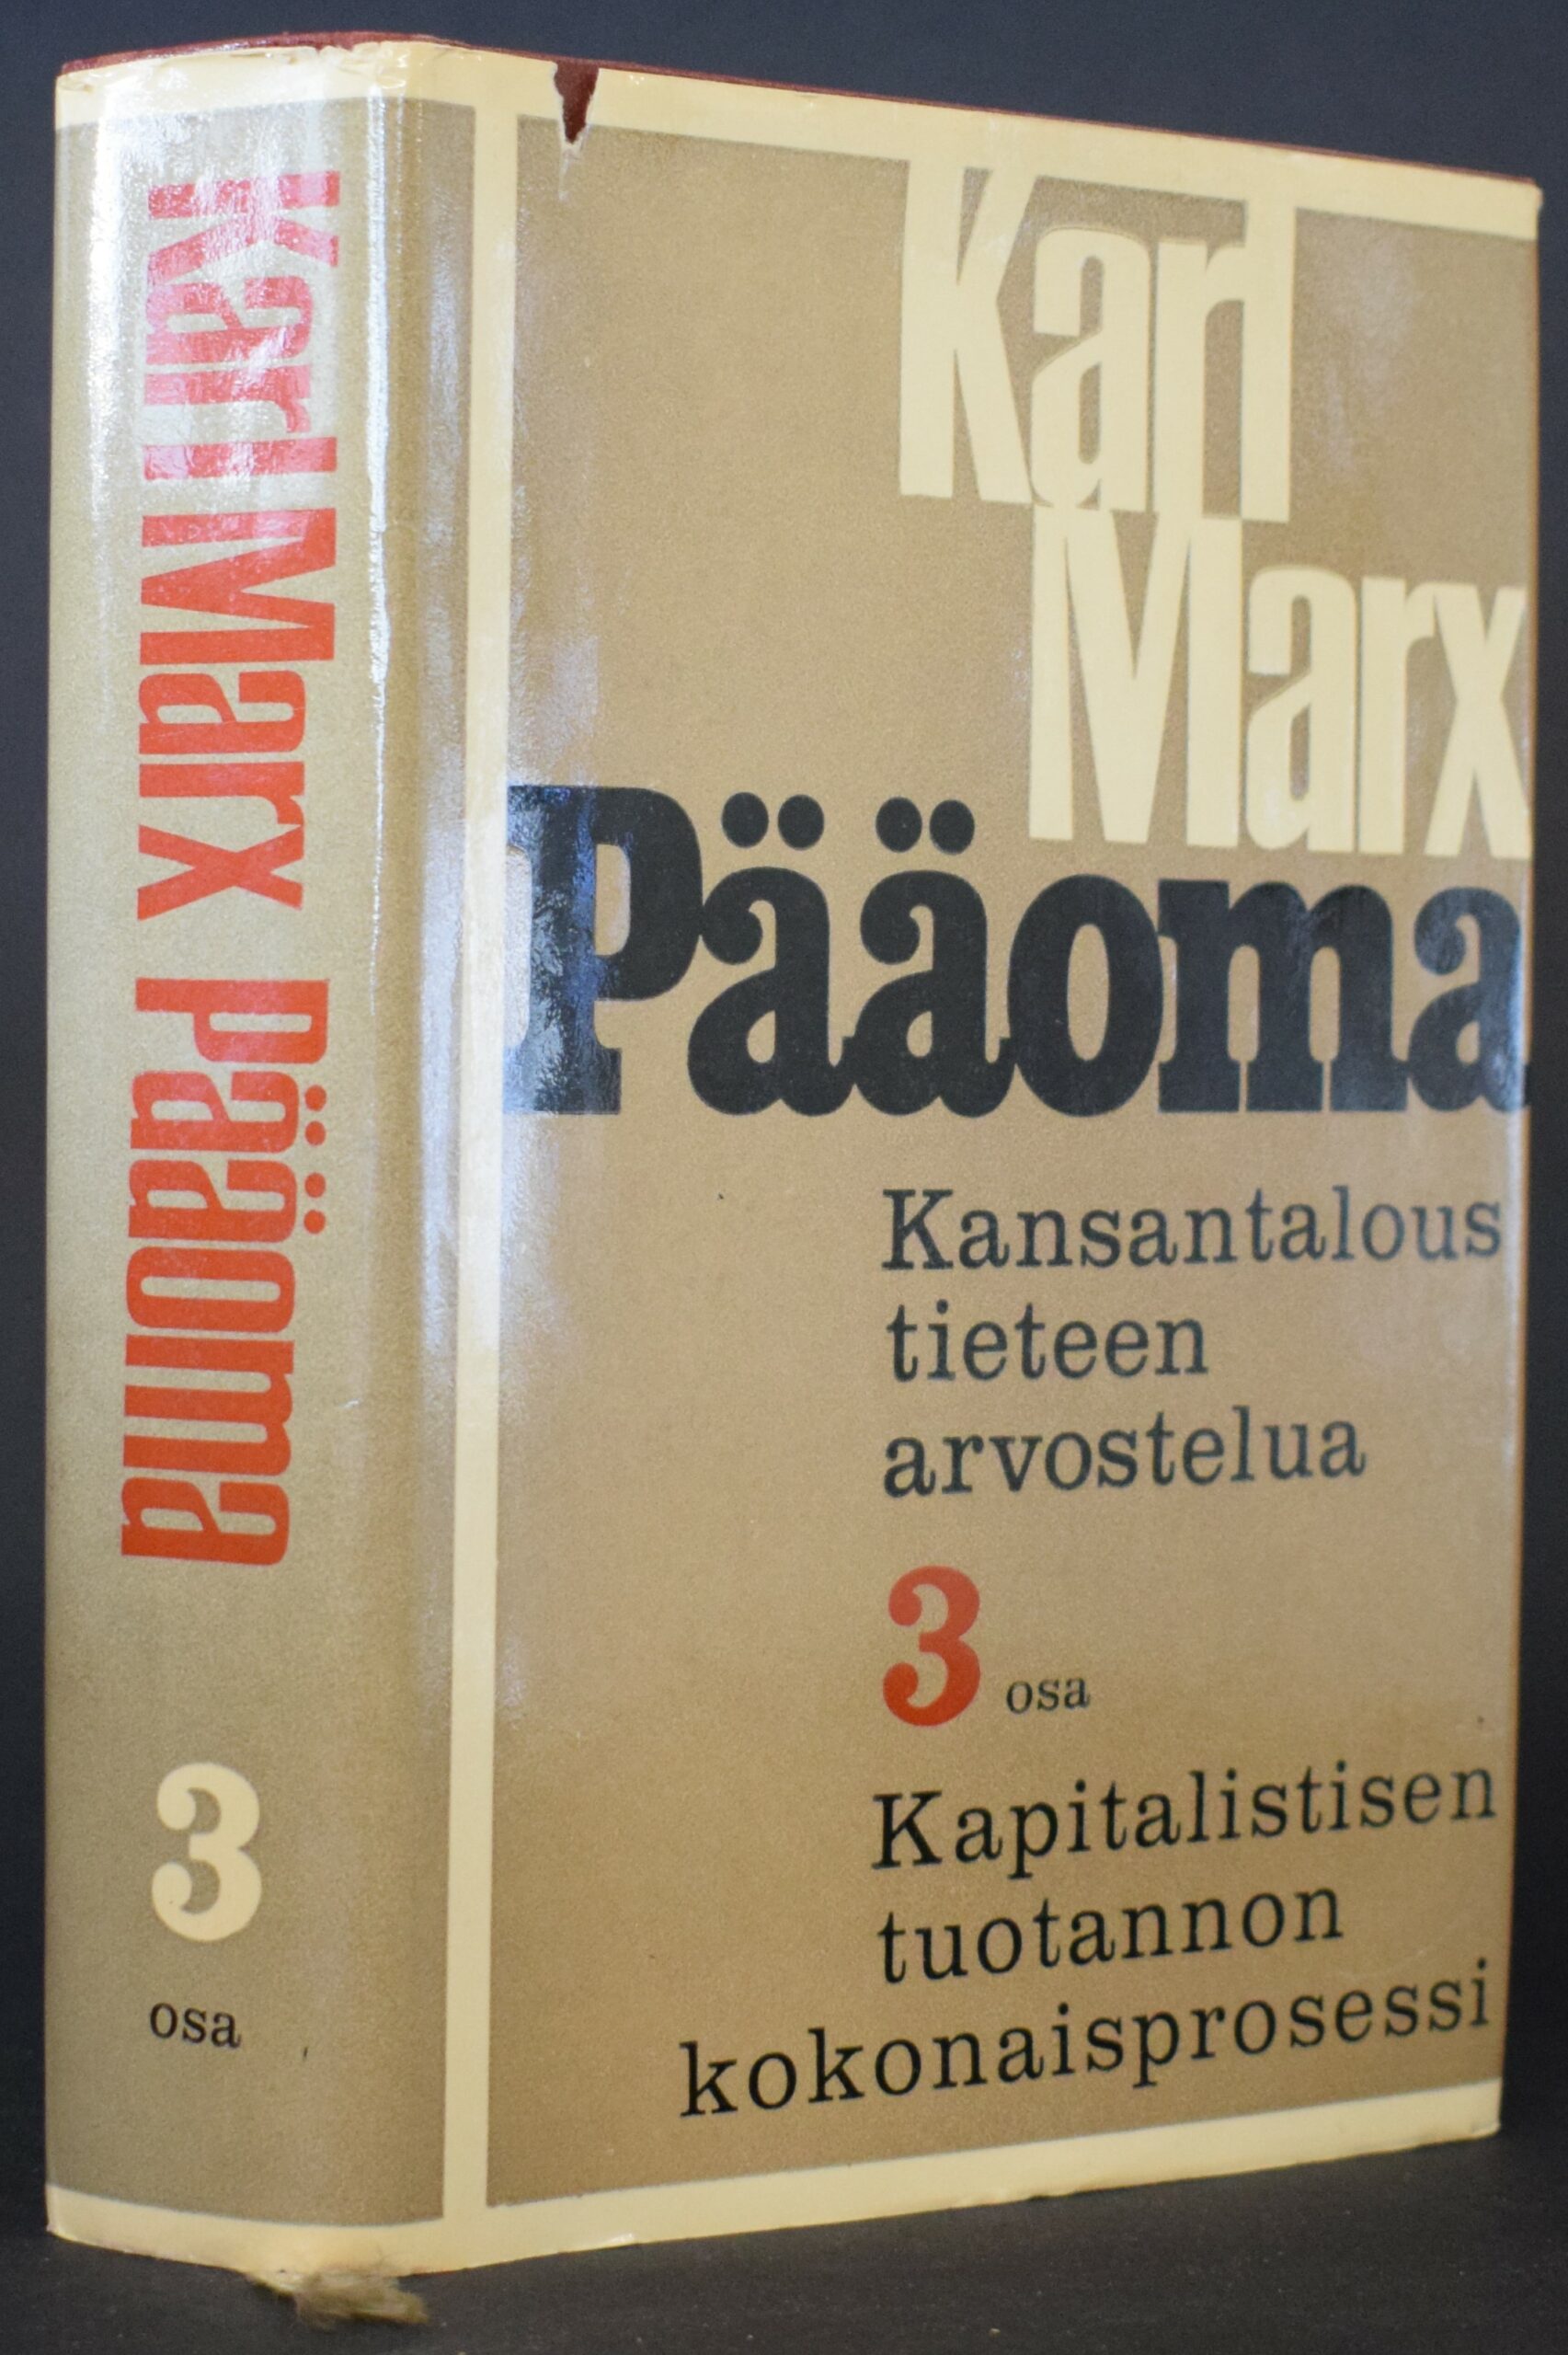 Karl Marx Pääoma
3
osa
Karl
Marx
Pääoma
Kansantalous
tieteen
arvostelua
3 osa
Kapitalistisen
tuotannon
kokonaisprosessi